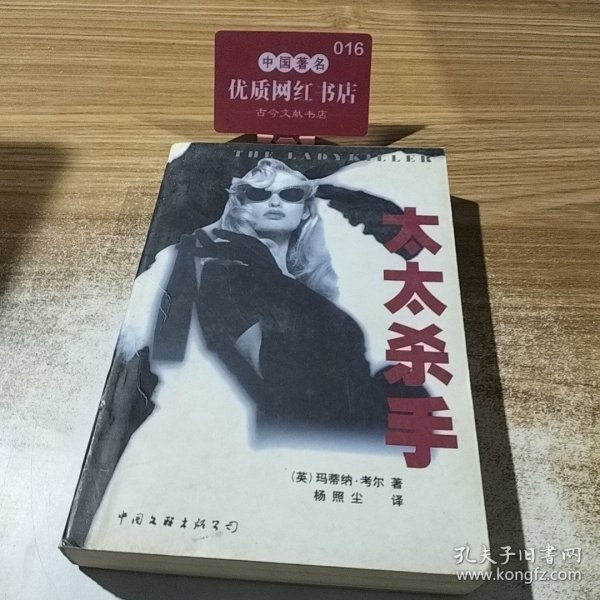 016
中国著名
优质网红书店
古今文献书店
THE LADYKILLER
太太杀手
(英)玛蒂纳·考尔 著
杨照尘 译
中国文联出版公司
孔夫子旧书网
www.kongfz.com